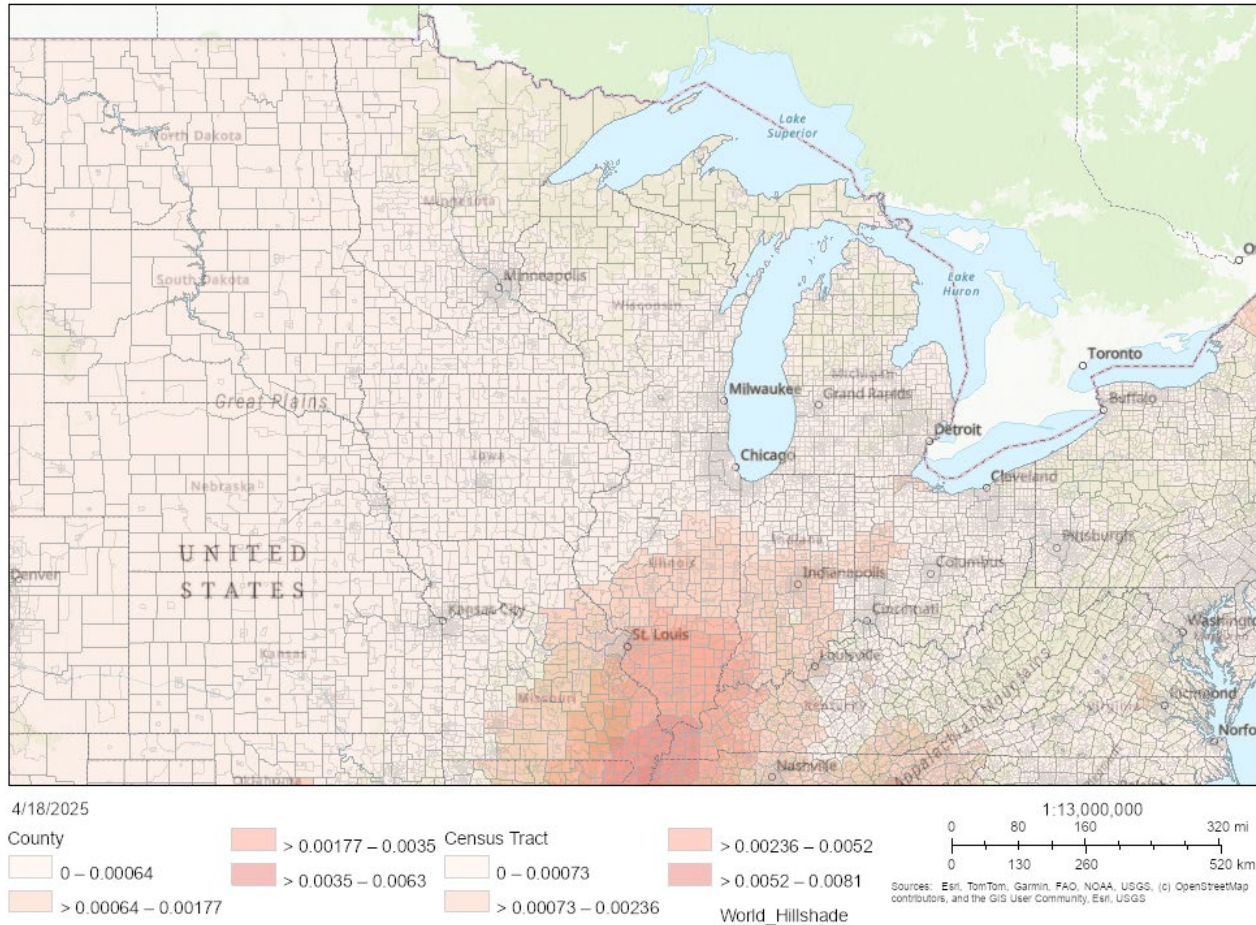 Lake
Superior
North Dakota
Minnesota
Minneapolis
South Dakota
Wisconsin
Lake
Huron
Toronto
Great Plains
Milwaukee
Michigan
Grand Rapids
Buffalo
Detroit
Iowa
Chicago
Cleveland
Nebraska
UNITED
STATES
Denver
Indiana
Pittsburgh
Illinois
Indianapolis
Columbus
Kansas City
Cincinnati
Washington
St. Louis
Kansas
Louisville
Missouri
Kentucky
Appalachian Mountains
Richmond
Virginia
Norfo
Oklahoma
Nashville
4/18/2025
County
0 – 0.00064
> 0.00064 – 0.00177
> 0.00177 – 0.0035
> 0.0035 – 0.0063
Census Tract
0 – 0.00073
> 0.00073 – 0.00236
> 0.00236 – 0.0052
> 0.0052 – 0.0081
World_Hillshade
1:13,000,000
0 80 160 320 mi
0 130 260 520 km
Sources: Esri, TomTom, Garmin, FAO, NOAA, USGS, (c) OpenStreetMap
contributors, and the GIS User Community, Esri, USGS